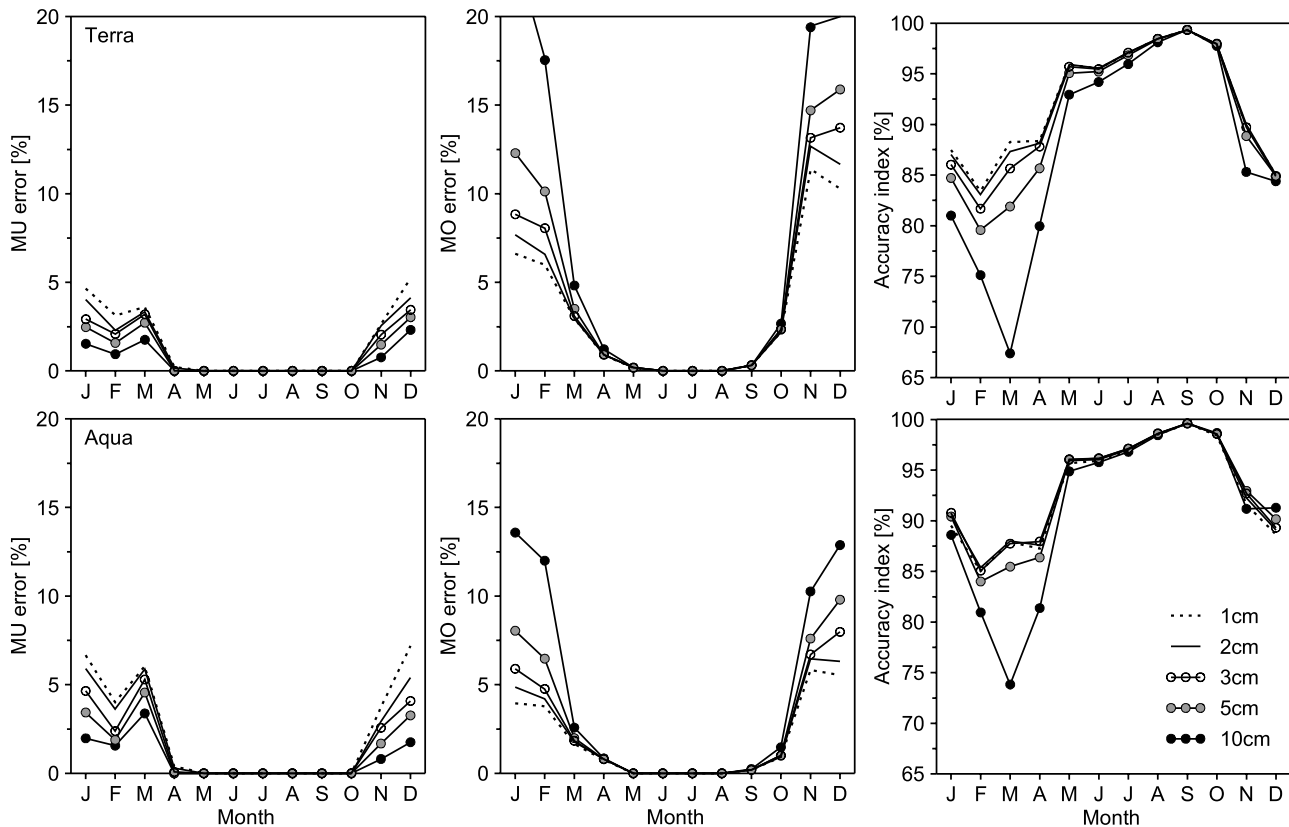 Terra
MU error [%]
20
15
10
5
0
J F M A M J J A S O N D
MO error [%]
20
15
10
5
0
J F M A M J J A S O N D
Accuracy index [%]
100
95
90
85
80
75
70
65
J F M A M J J A S O N D
Month
Aqua
MU error [%]
20
15
10
5
0
J F M A M J J A S O N D
Month
MO error [%]
20
15
10
5
0
J F M A M J J A S O N D
Month
Accuracy index [%]
100
95
90
85
80
75
70
65
J F M A M J J A S O N D
Month
1cm
2cm
3cm
5cm
10cm